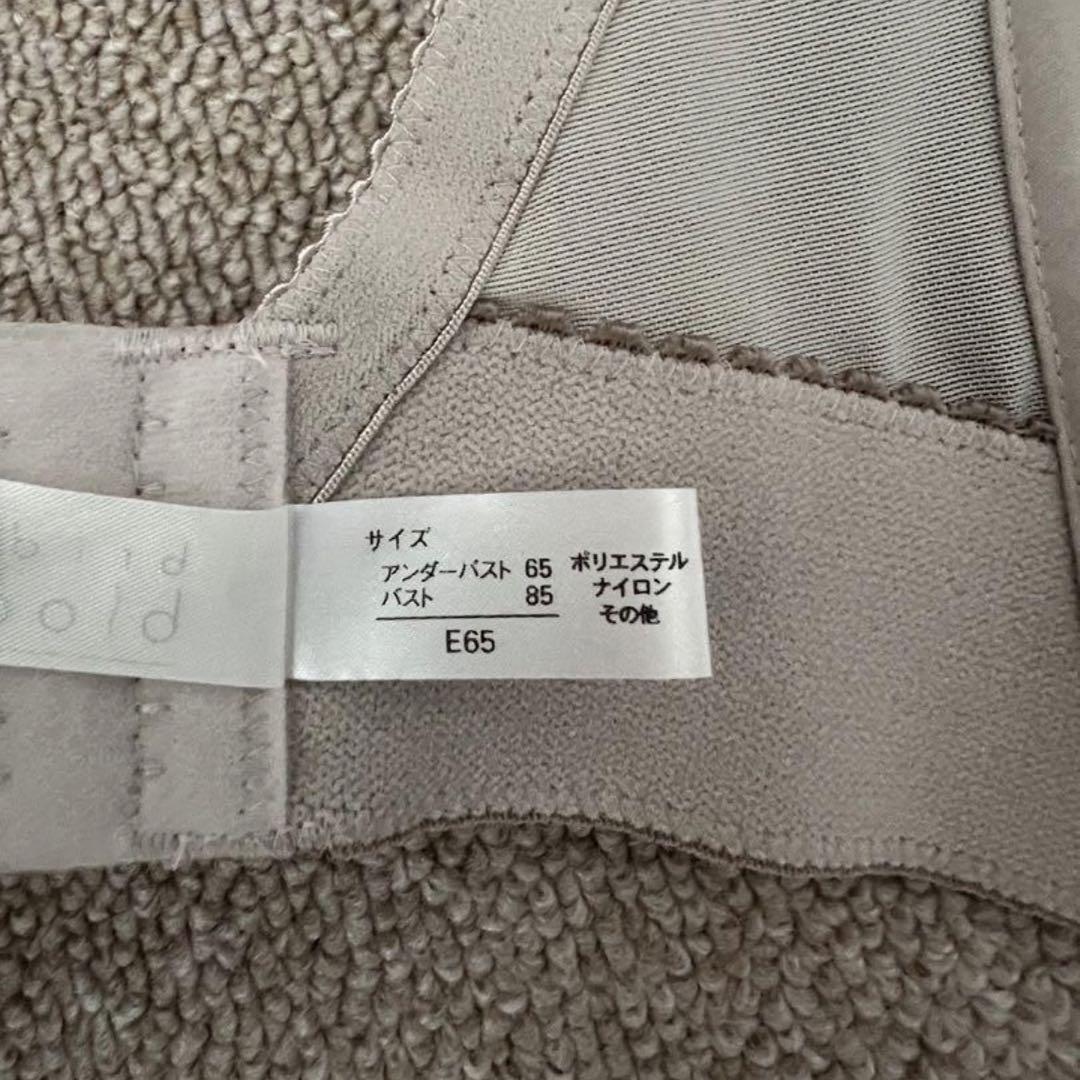 サイズ
アンダーバスト 65
バスト 85
E65
ポリエステル
ナイロン
その他